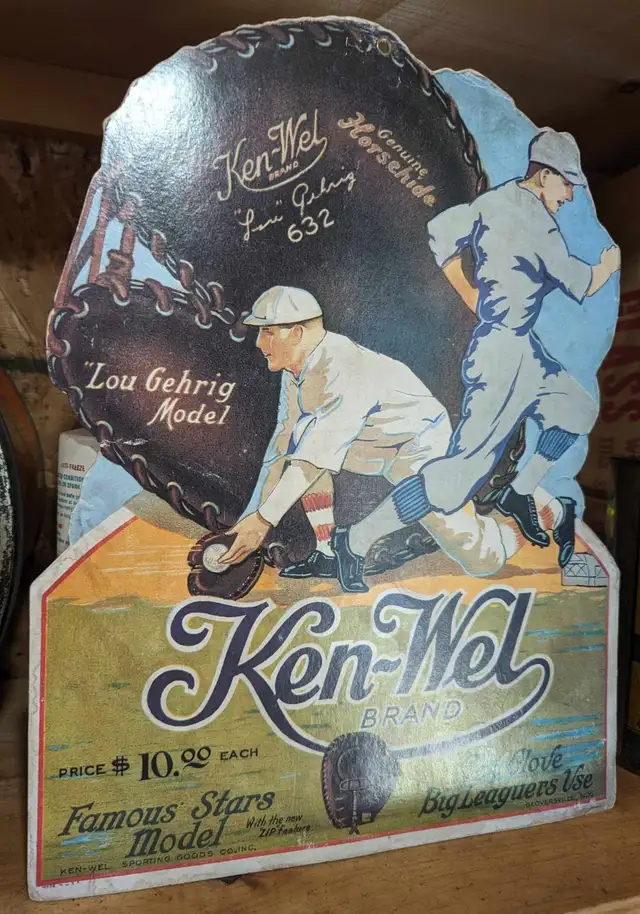 Ken-Wel
BRAND
"Lou" Gehrig
632
Genuine
Horsehide
"Lou Gehrig
Model
Ken-Wel
BRAND
PRICE $ 10.00 EACH
Famous Stars
Model
With the new
ZIP feature
Glove
Big Leaguers Use
GLOVERSVILLE, N.Y.
KEN-WEL SPORTING GOODS CO. INC.